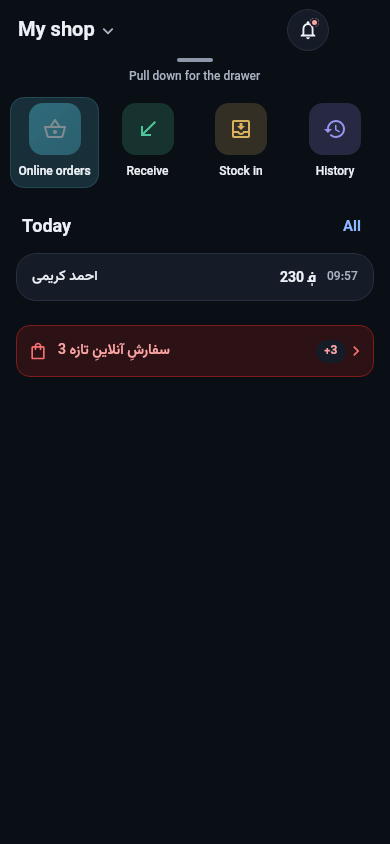 My shop
Pull down for the drawer
Online orders
Receive
Stock in
History
Today
All
احمد کریمی
230 ؋
09:57
3 سفارشِ آنلاینِ تازه
+3